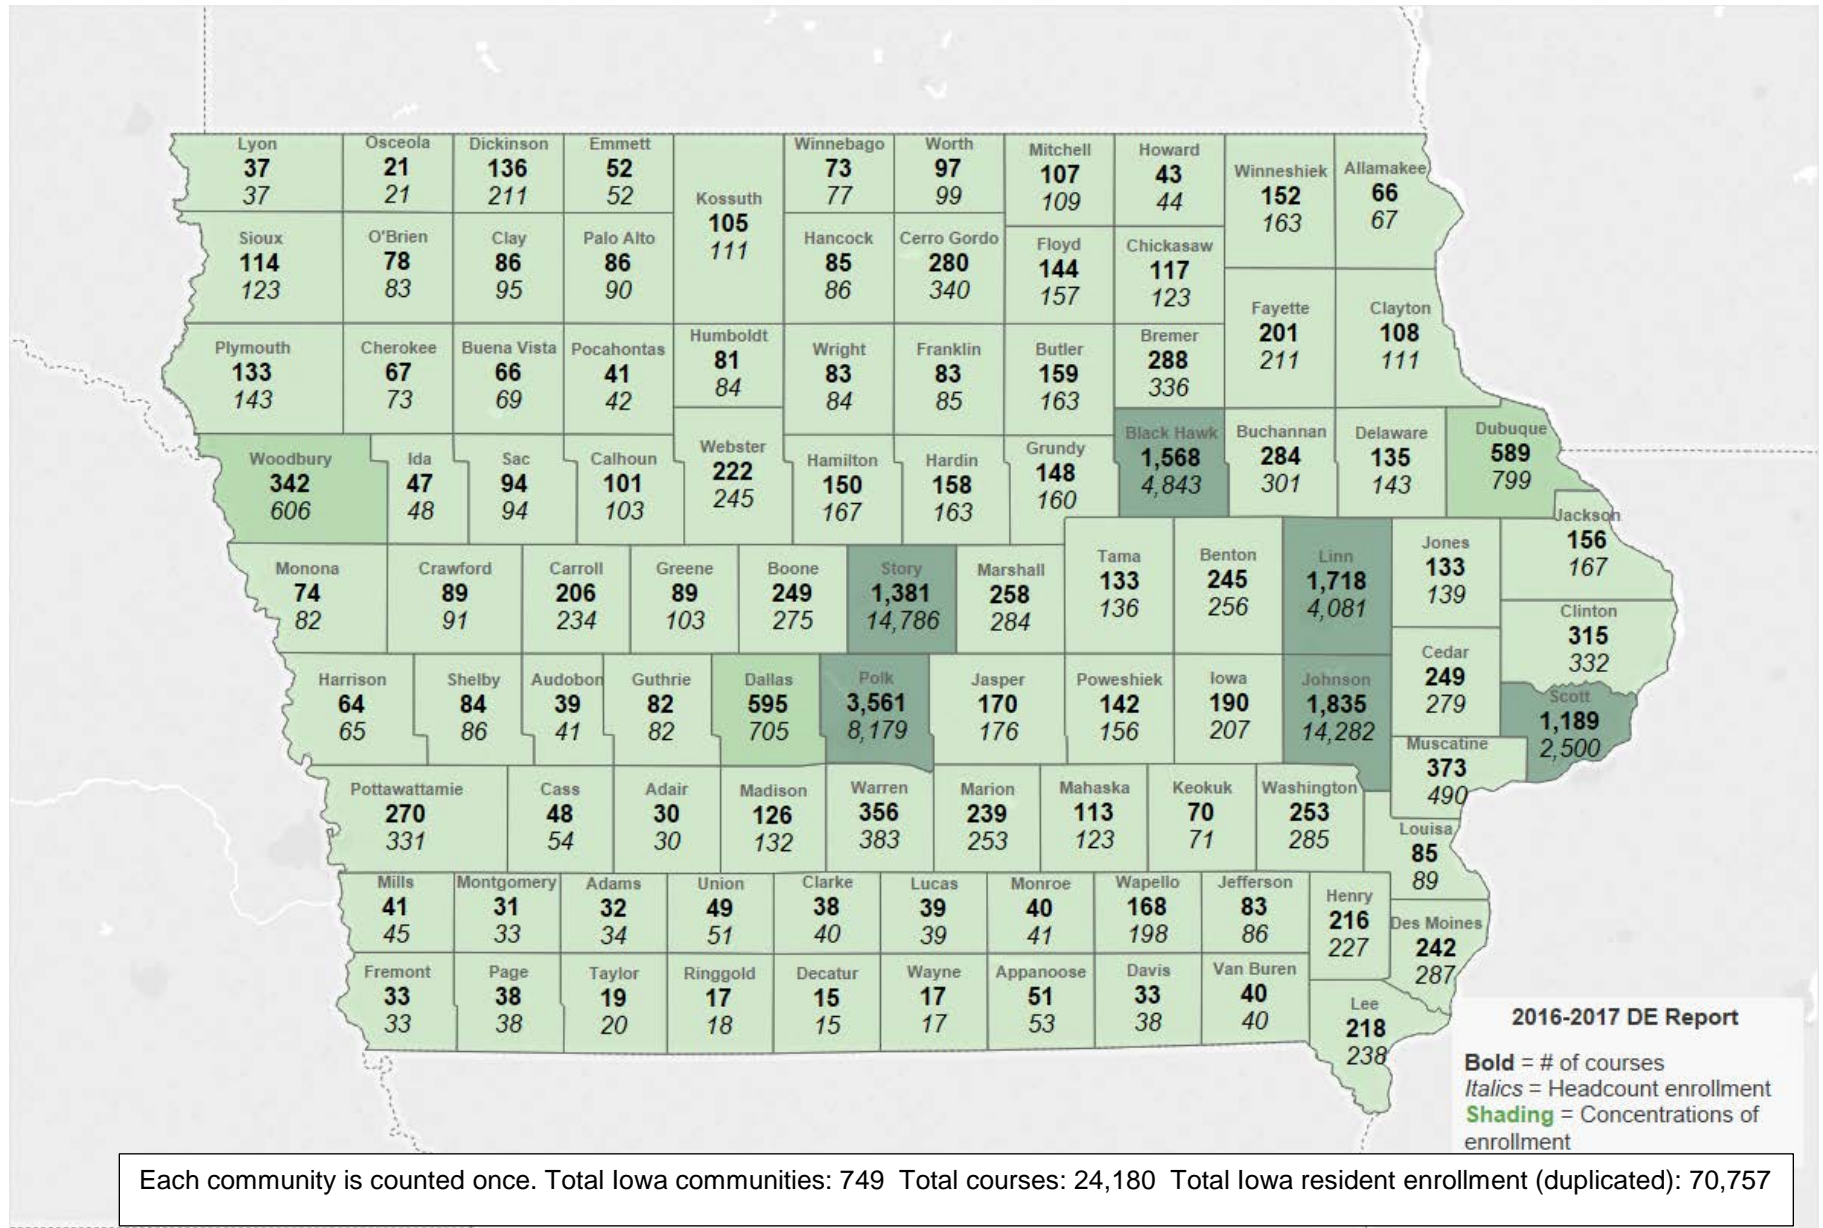 Lyon
37
37
Osceola
21
21
Dickinson
136
211
Emmett
52
52
Kossuth
105
111
Winnebago
73
77
Worth
97
99
Mitchell
107
109
Howard
43
44
Winneshiek
152
163
Allamakee
66
67
Sioux
114
123
O'Brien
78
83
Clay
86
95
Palo Alto
86
90
Hancock
85
86
Cerro Gordo
280
340
Floyd
144
157
Chickasaw
117
123
Fayette
201
211
Clayton
108
111
Plymouth
133
143
Cherokee
67
73
Buena Vista
66
69
Pocahontas
41
42
Humboldt
81
84
Wright
83
84
Franklin
83
85
Butler
159
163
Bremer
288
336
Woodbury
342
606
Ida
47
48
Sac
94
94
Calhoun
101
103
Webster
222
245
Hamilton
150
167
Hardin
158
163
Grundy
148
160
Black Hawk
1,568
4,843
Buchannan
284
301
Delaware
135
143
Dubuque
589
799
Jackson
156
167
Monona
74
82
Crawford
89
91
Carroll
206
234
Greene
89
103
Boone
249
275
Story
1,381
14,786
Marshall
258
284
Tama
133
136
Benton
245
256
Linn
1,718
4,081
Jones
133
139
Clinton
315
332
Harrison
64
65
Shelby
84
86
Audobon
39
41
Guthrie
82
82
Dallas
595
705
Polk
3,561
8,179
Jasper
170
176
Poweshiek
142
156
Iowa
190
207
Johnson
1,835
14,282
Cedar
249
279
Scott
1,189
2,500
Muscatine
373
490
Pottawattamie
270
331
Cass
48
54
Adair
30
30
Madison
126
132
Warren
356
383
Marion
239
253
Mahaska
113
123
Keokuk
70
71
Washington
253
285
Louisa
85
89
Mills
41
45
Montgomery
31
33
Adams
32
34
Union
49
51
Clarke
38
40
Lucas
39
39
Monroe
40
41
Wapello
168
198
Jefferson
83
86
Henry
216
227
Des Moines
242
287
Fremont
33
33
Page
38
38
Taylor
19
20
Ringgold
17
18
Decatur
15
15
Wayne
17
17
Appanoose
51
53
Davis
33
38
Van Buren
40
40
Lee
218
238
2016-2017 DE Report
Bold = # of courses
Italics = Headcount enrollment
Shading = Concentrations of
enrollment
Each community is counted once. Total Iowa communities: 749  Total courses: 24,180  Total Iowa resident enrollment (duplicated): 70,757